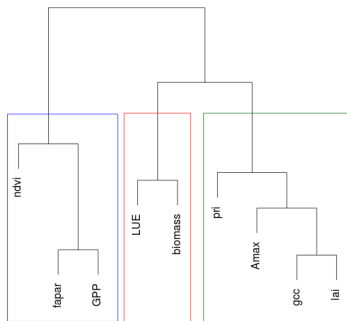 ndvi
fapar
GPP
LUE
biomass
pri
Amax
gcc
lai